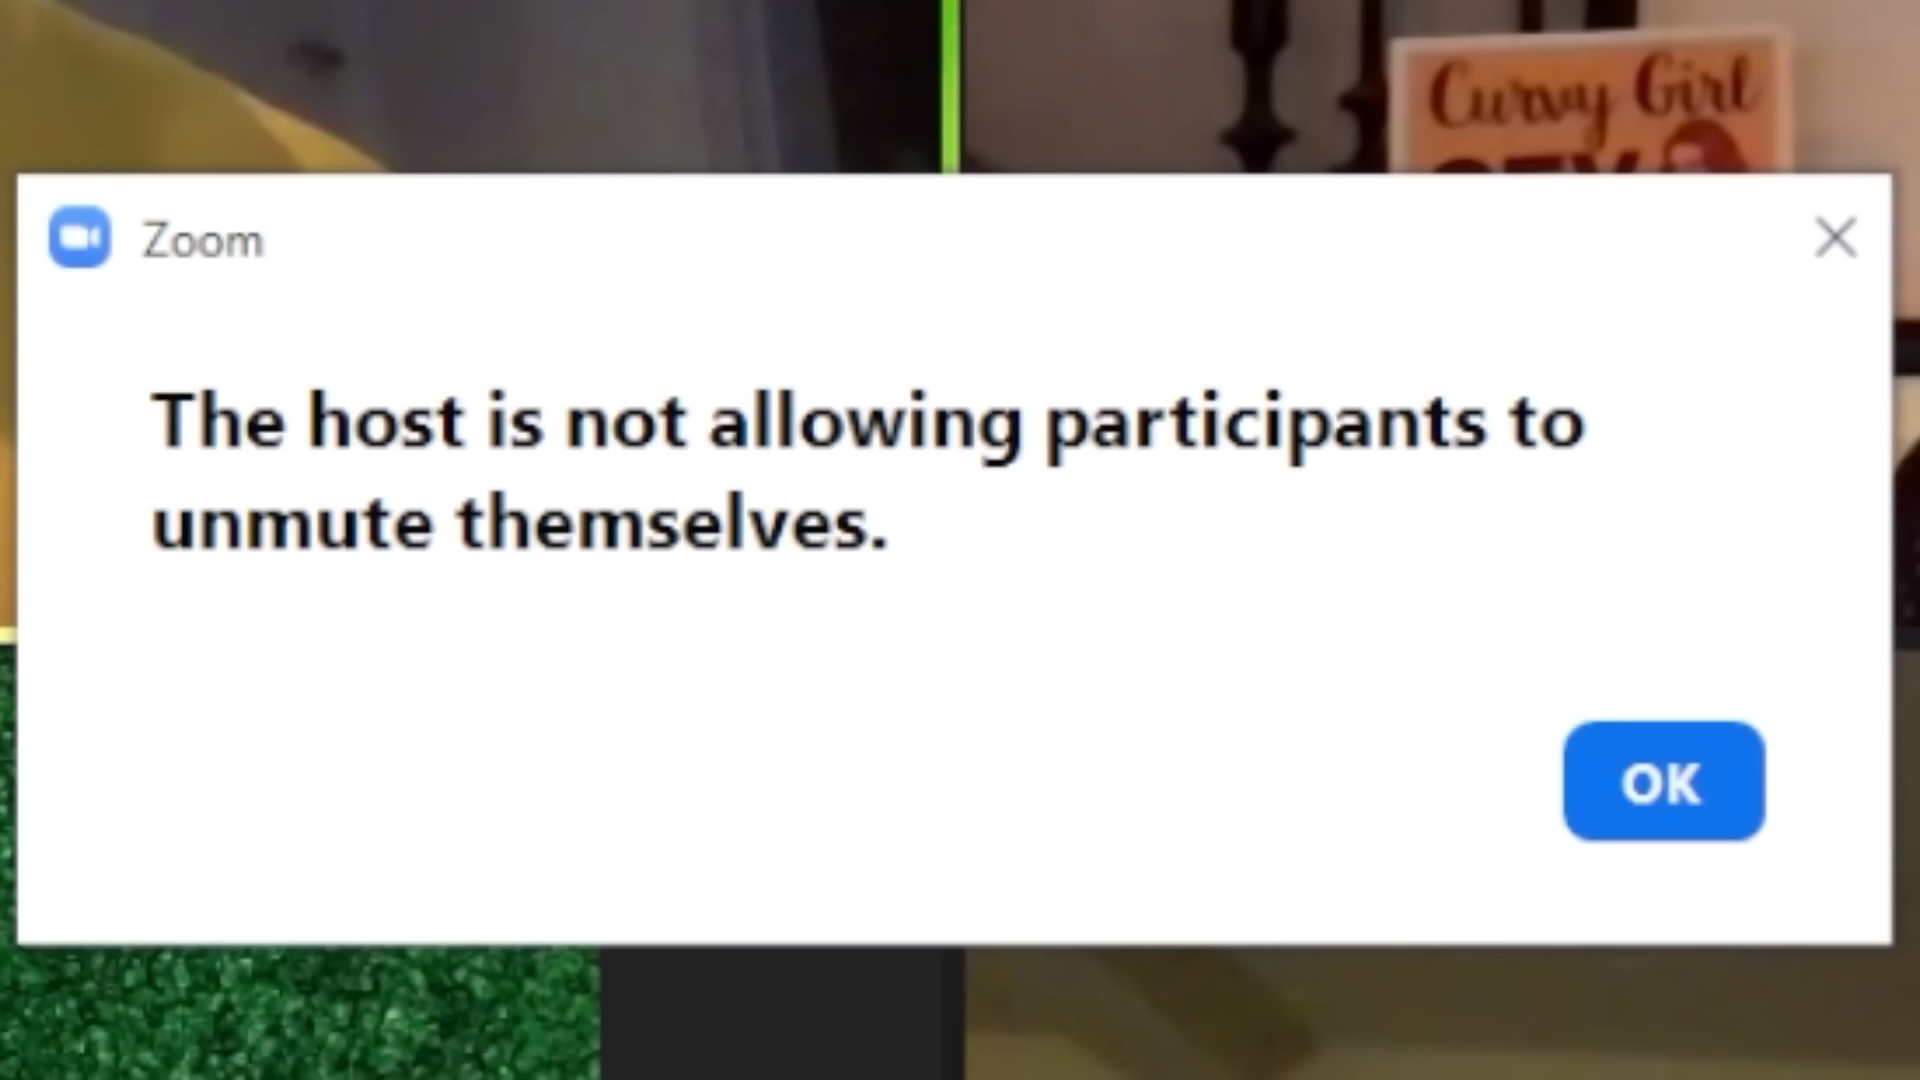 Curvy Girl
Zoom
The host is not allowing participants to
unmute themselves.
OK